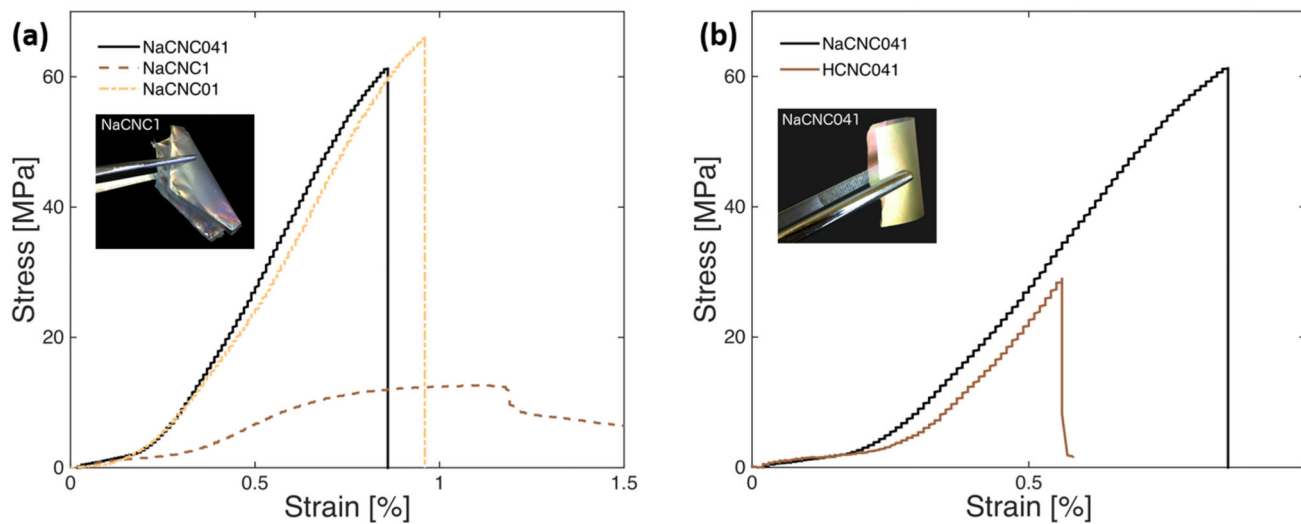 (a)
NaCNC041
NaCNC1
NaCNC01
NaCNC1
60
40
20
0
Stress [MPa]
0 0.5 1 1.5
Strain [%]
(b)
NaCNC041
HCNC041
NaCNC041
60
40
20
0
Stress [MPa]
0 0.5
Strain [%]